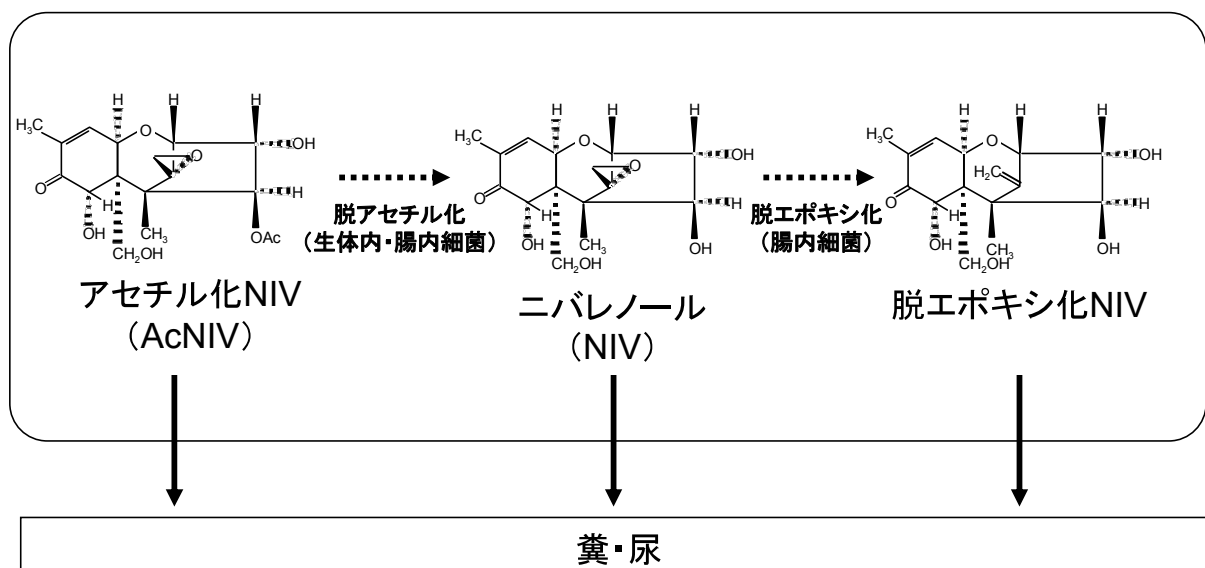 H H H
H₃C
O
O
OH
O
H
H
OH
CH₃
OAc
CH₂OH
アセチル化NIV
(AcNIV)
脱アセチル化
(生体内・腸内細菌)
H H H
H₃C
O
O
OH
O
H
H
OH
CH₃
OH
CH₂OH
ニバレノール
(NIV)
脱エポキシ化
(腸内細菌)
H H H
H₃C
O
H₂C
OH
O
H
H
OH
CH₃
OH
CH₂OH
脱エポキシ化NIV
糞・尿